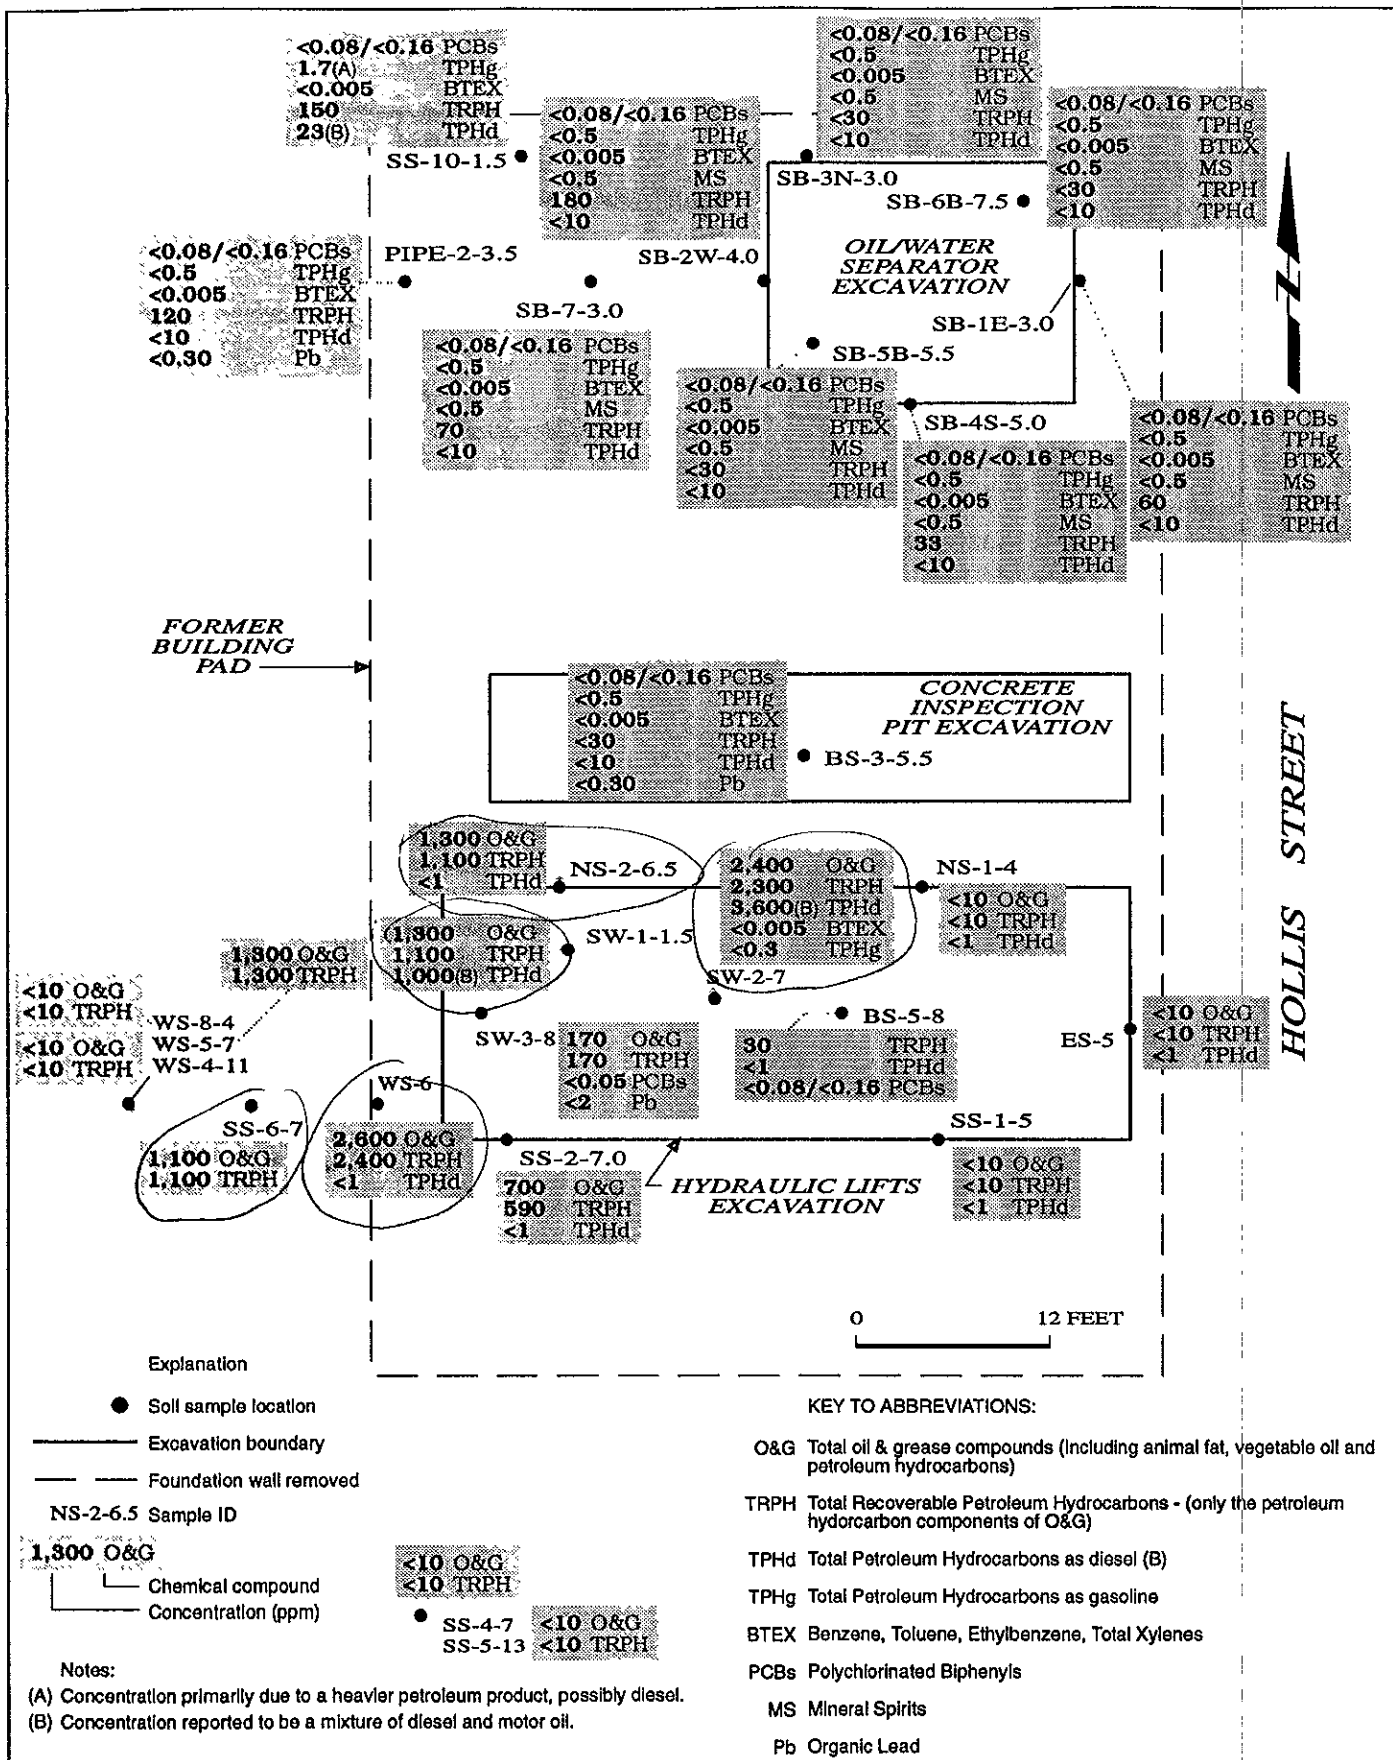 <0.08/<0.16 PCBs
1.7(A) TPHg
<0.005 BTEX
150 TRPH
23(B) TPHd
SS-10-1.5
<0.08/<0.16 PCBs
<0.5 TPHg
<0.005 BTEX
<0.5 MS
180 TRPH
<10 TPHd
SB-2W-4.0
<0.08/<0.16 PCBs
<0.5 TPHg
<0.005 BTEX
<0.5 MS
<30 TRPH
<10 TPHd
SB-3N-3.0
<0.08/<0.16 PCBs
<0.5 TPHg
<0.005 BTEX
<0.5 MS
<30 TRPH
<10 TPHd
SB-6B-7.5
OIL/WATER
SEPARATOR
EXCAVATION
<0.08/<0.16 PCBs
<0.5 TPHg
<0.005 BTEX
120 TRPH
<10 TPHd
<0.30 Pb
PIPE-2-3.5
SB-7-3.0
<0.08/<0.16 PCBs
<0.5 TPHg
<0.005 BTEX
<0.5 MS
70 TRPH
<10 TPHd
SB-1E-3.0
SB-5B-5.5
<0.08/<0.16 PCBs
<0.5 TPHg
<0.005 BTEX
<0.5 MS
<30 TRPH
<10 TPHd
SB-4S-5.0
<0.08/<0.16 PCBs
<0.5 TPHg
<0.005 BTEX
<0.5 MS
33 TRPH
<10 TPHd
<0.08/<0.16 PCBs
<0.5 TPHg
<0.005 BTEX
<0.5 MS
60 TRPH
<10 TPHd
FORMER
BUILDING
PAD
<0.08/<0.16 PCBs
<0.5 TPHg
<0.005 BTEX
<30 TRPH
<10 TPHd
<0.30 Pb
CONCRETE
INSPECTION
PIT EXCAVATION
BS-3-5.5
HOLLIS STREET
1,300 O&G
1,100 TRPH
<1 TPHd
NS-2-6.5
2,400 O&G
2,300 TRPH
3,600(B) TPHd
<0.005 BTEX
<0.3 TPHg
SW-2-7
NS-1-4
<10 O&G
<10 TRPH
<1 TPHd
1,300 O&G
1,100 TRPH
1,000(B) TPHd
SW-1-1.5
1,300 O&G
1,300 TRPH
<10 O&G
<10 TRPH
<10 O&G
<10 TRPH
WS-8-4
WS-5-7
WS-4-11
SW-3-8
170 O&G
170 TRPH
<0.05 PCBs
<2 Pb
BS-5-8
30 TRPH
<1 TPHd
<0.08/<0.16 PCBs
ES-5
<10 O&G
<10 TRPH
<1 TPHd
WS-6
2,600 O&G
2,400 TRPH
<1 TPHd
SS-6-7
1,100 O&G
1,100 TRPH
SS-2-7.0
700 O&G
590 TRPH
<1 TPHd
HYDRAULIC LIFTS
EXCAVATION
SS-1-5
<10 O&G
<10 TRPH
<1 TPHd
0 12 FEET
Explanation
Soil sample location
Excavation boundary
Foundation wall removed
NS-2-6.5 Sample ID
1,300 O&G
Chemical compound
Concentration (ppm)
<10 O&G
<10 TRPH
SS-4-7 <10 O&G
SS-5-13 <10 TRPH
Notes:
(A) Concentration primarily due to a heavier petroleum product, possibly diesel.
(B) Concentration reported to be a mixture of diesel and motor oil.
KEY TO ABBREVIATIONS:
O&G Total oil & grease compounds (including animal fat, vegetable oil and
petroleum hydrocarbons)
TRPH Total Recoverable Petroleum Hydrocarbons - (only the petroleum
hydorcarbon components of O&G)
TPHd Total Petroleum Hydrocarbons as diesel (B)
TPHg Total Petroleum Hydrocarbons as gasoline
BTEX Benzene, Toluene, Ethylbenzene, Total Xylenes
PCBs Polychlorinated Biphenyls
MS Mineral Spirits
Pb Organic Lead